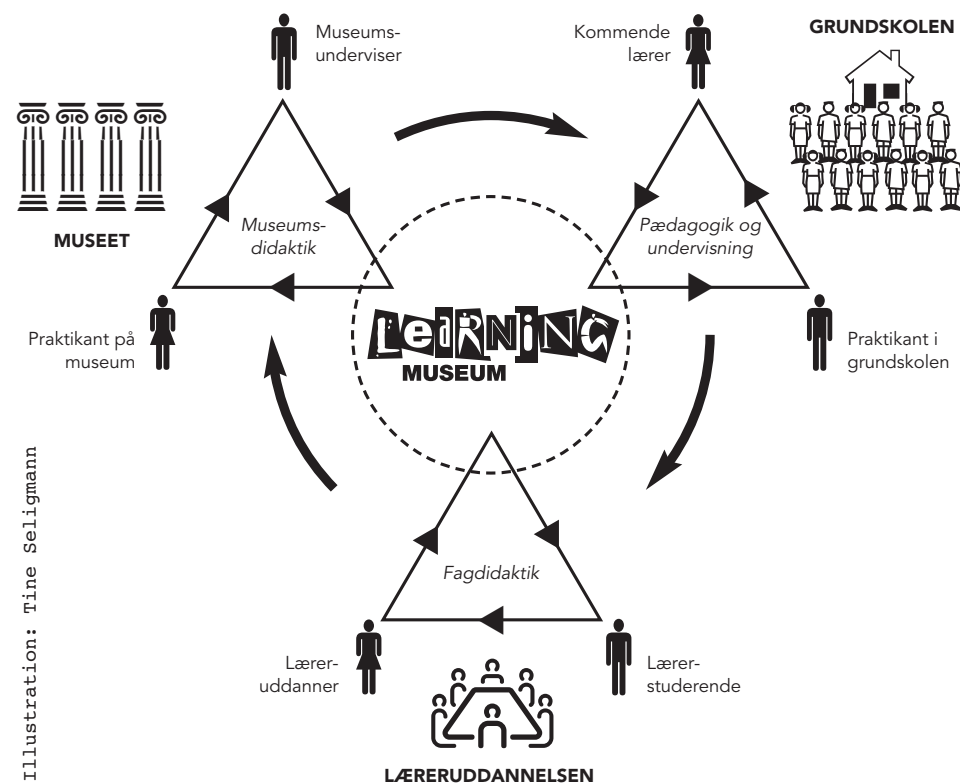 Museums-
underviser
Kommende
lærer
GRUNDSKOLEN
MUSEET
Museums-
didaktik
Pædagogik og
undervisning
Praktikant på
museum
LeARNiNG
MUSEUM
Praktikant i
grundskolen
Fagdidaktik
Lærer-
uddanner
Lærer-
studerende
LÆRERUDDANNELSEN
Illustration: Tine Seligmann